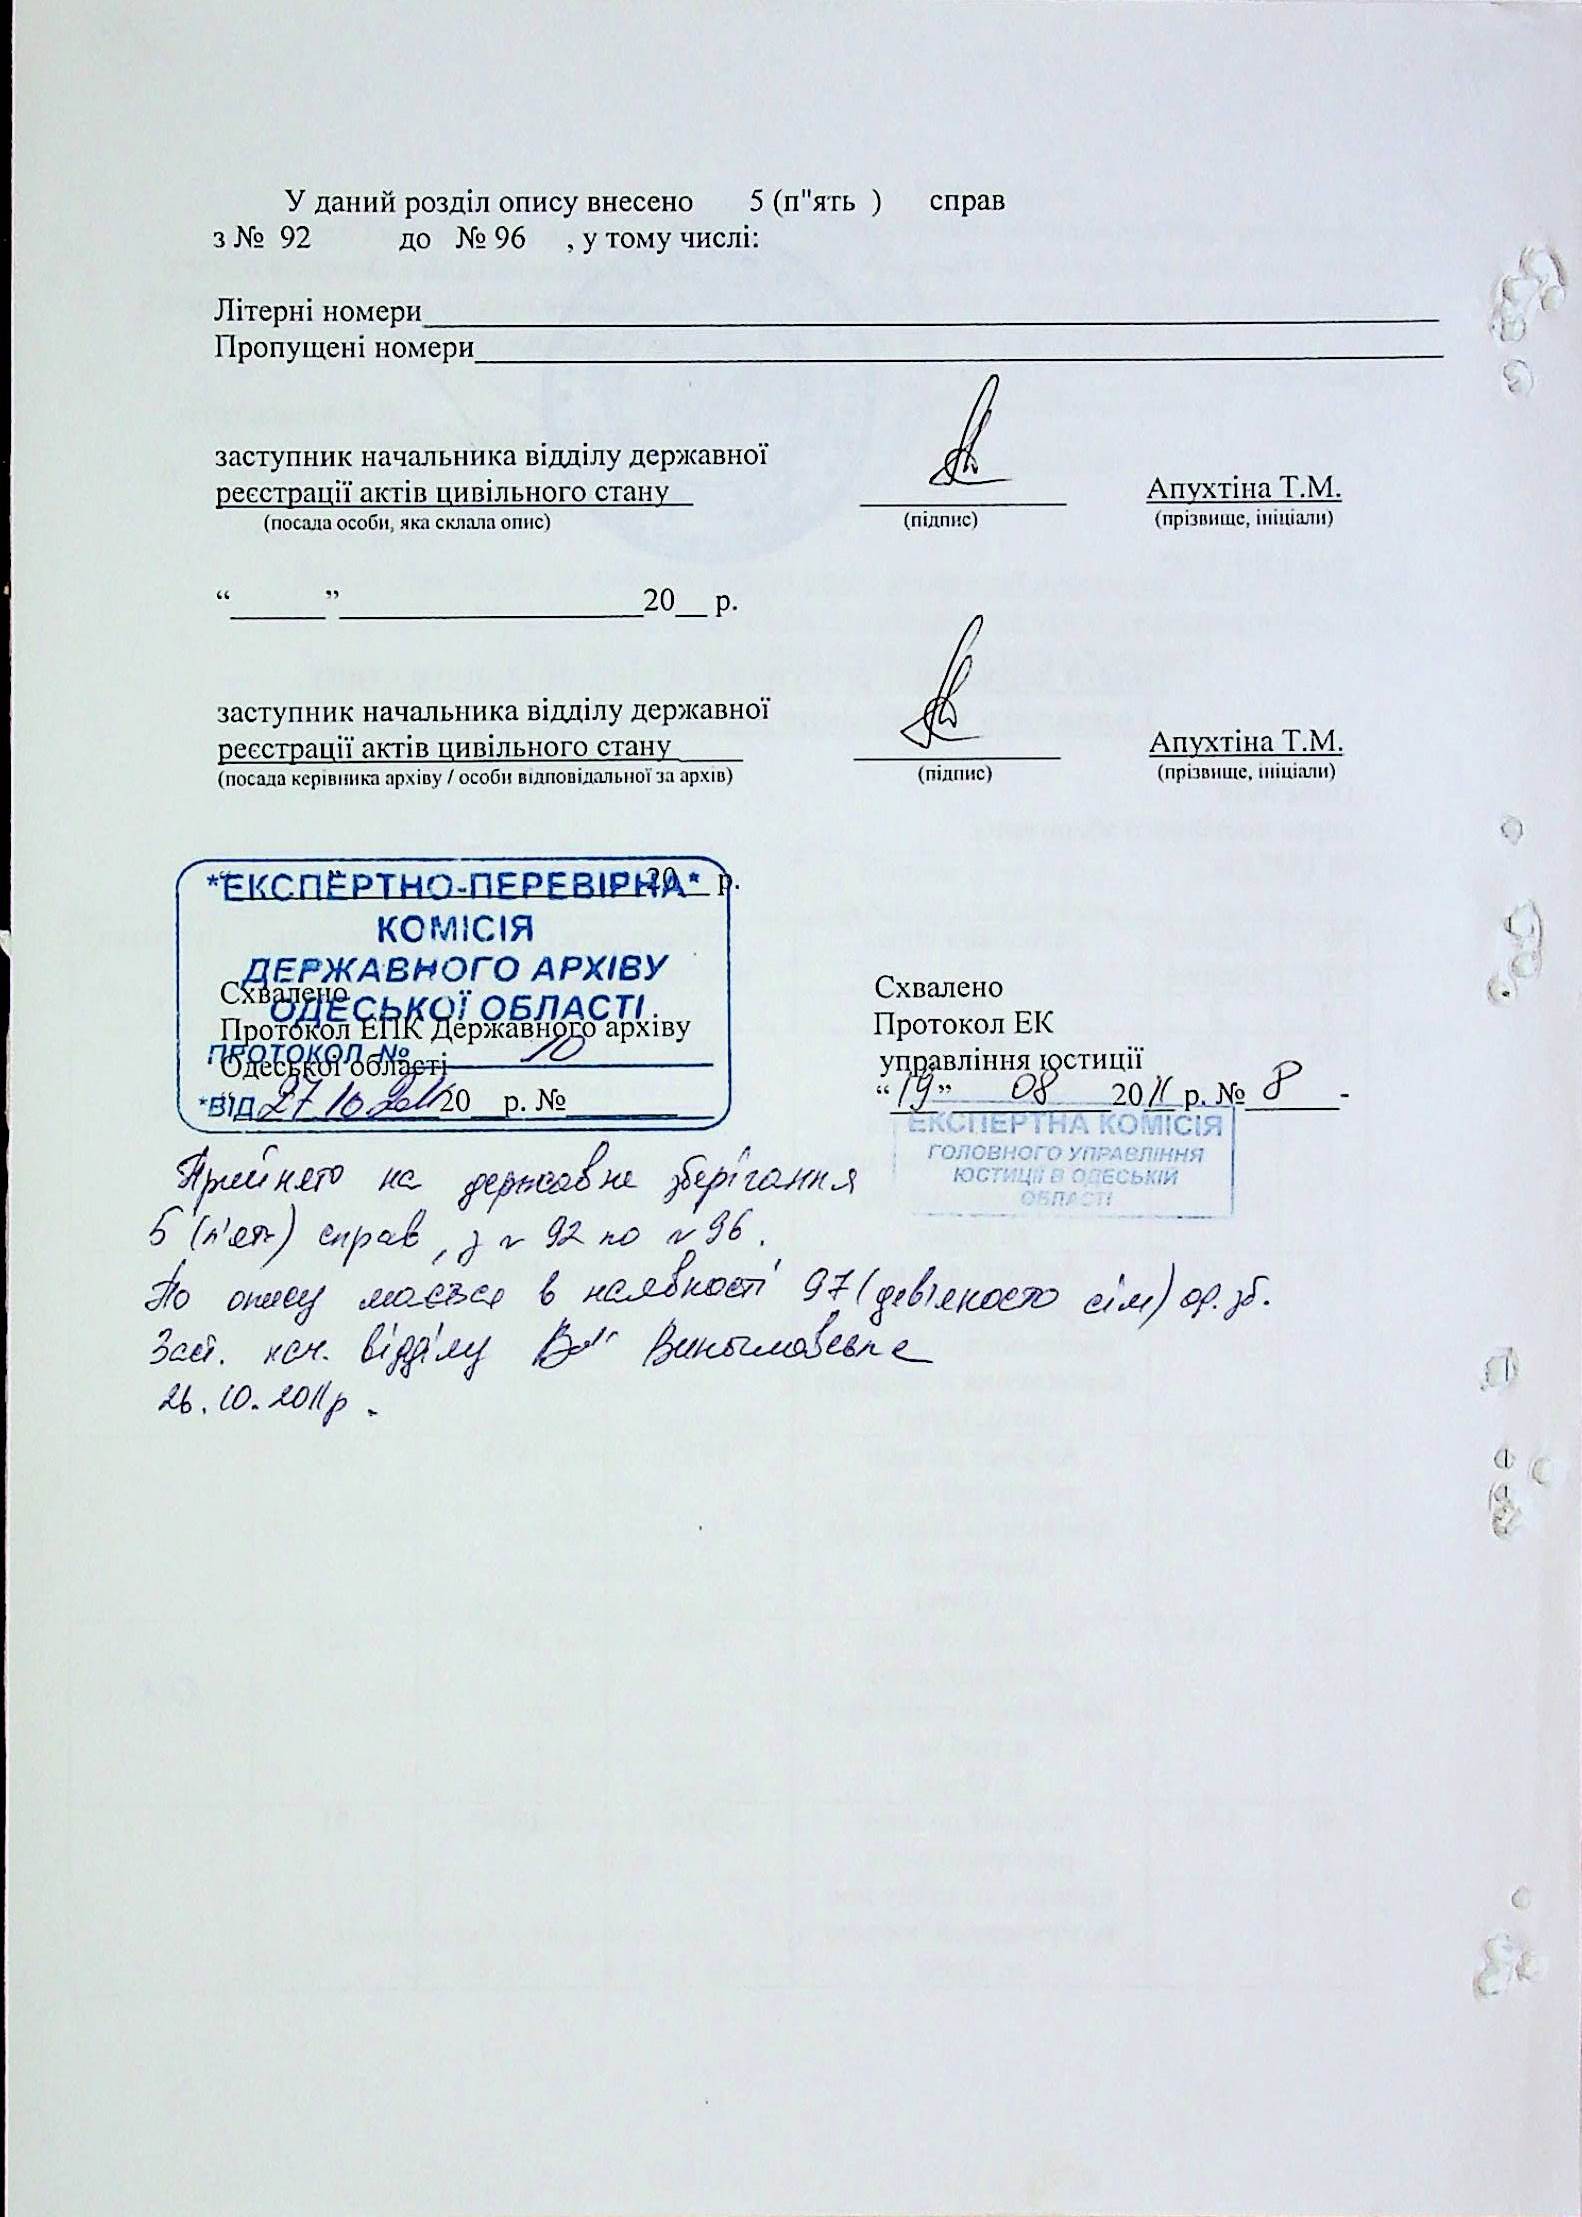 У даний розділ опису внесено 5 (п"ять ) справ
з № 92 до № 96 , у тому числі:
Літерні номери
Пропущені номери
заступник начальника відділу державної
реєстрації актів цивільного стану Апухтіна Т.М.
(посада особи, яка склала опис) (підпис) (прізвище, ініціали)
“ ” 20 р.
заступник начальника відділу державної
реєстрації актів цивільного стану Апухтіна Т.М.
(посада керівника архіву / особи відповідальної за архів) (підпис) (прізвище, ініціали)
20 р.
*ЕКСПЕРТНО-ПЕРЕВІРНА*
КОМІСІЯ
ДЕРЖАВНОГО АРХІВУ
ОДЕСЬКОЇ ОБЛАСТІ
ПРОТОКОЛ № 10
*ВІД 27 10 2011
Схвалено
Протокол ЕПК Державного архіву
Одеської області
20 р. №
Схвалено
Протокол ЕК
управління юстиції
“19” 08 2011 р. № 8
ЕКСПЕРТНА КОМІСІЯ
ГОЛОВНОГО УПРАВЛІННЯ
ЮСТИЦІЇ В ОДЕСЬКІЙ
ОБЛАСТІ
Прийнято на державне зберігання
5 (п'ять) справ, з № 92 по № 96.
По опису мається в наявності 97 (дев'яносто сім) од. зб.
Заст. нач. відділу
26.10.2011р.